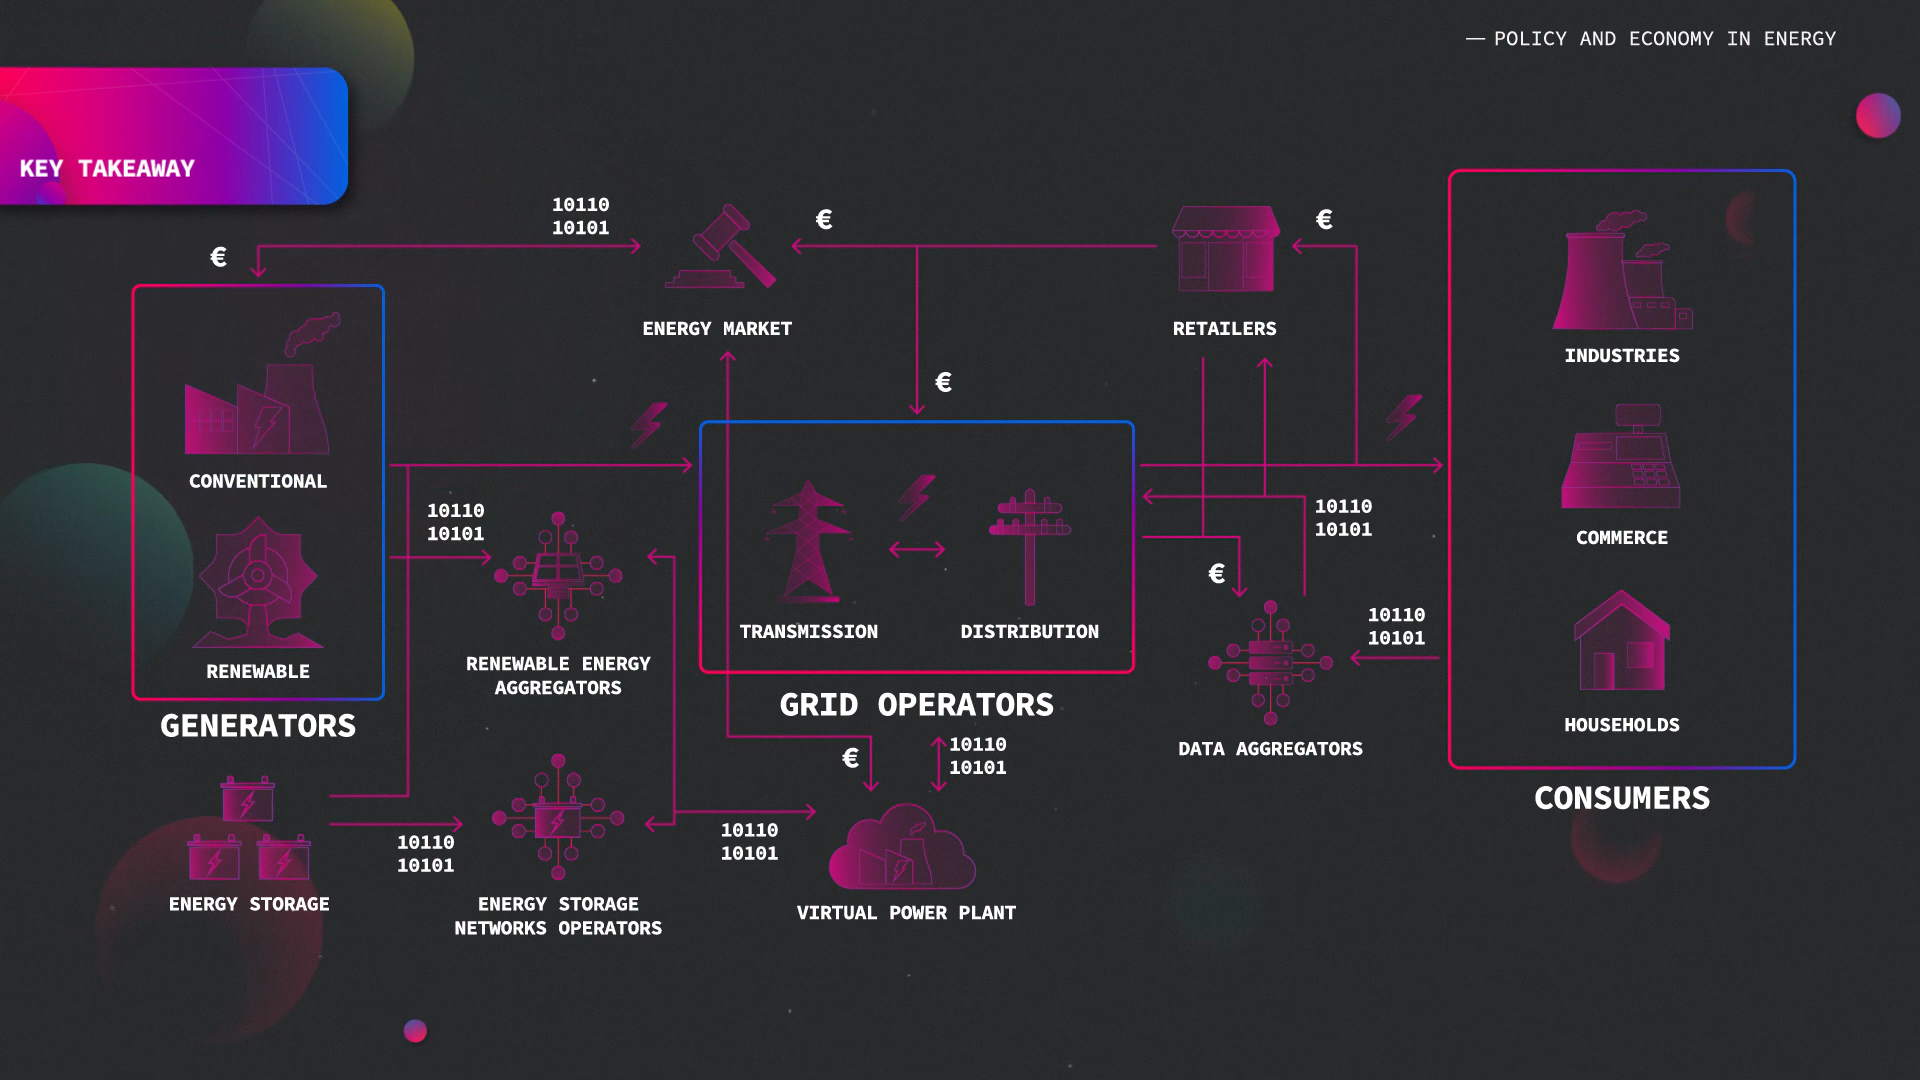 — POLICY AND ECONOMY IN ENERGY
KEY TAKEAWAY
10110
10101
€
€
€
ENERGY MARKET
RETAILERS
INDUSTRIES
€
CONVENTIONAL
10110
10101
10110
10101
COMMERCE
€
10110
10101
TRANSMISSION
DISTRIBUTION
RENEWABLE
RENEWABLE ENERGY
AGGREGATORS
GENERATORS
GRID OPERATORS
HOUSEHOLDS
DATA AGGREGATORS
€
10110
10101
CONSUMERS
10110
10101
10110
10101
ENERGY STORAGE
ENERGY STORAGE
NETWORKS OPERATORS
VIRTUAL POWER PLANT